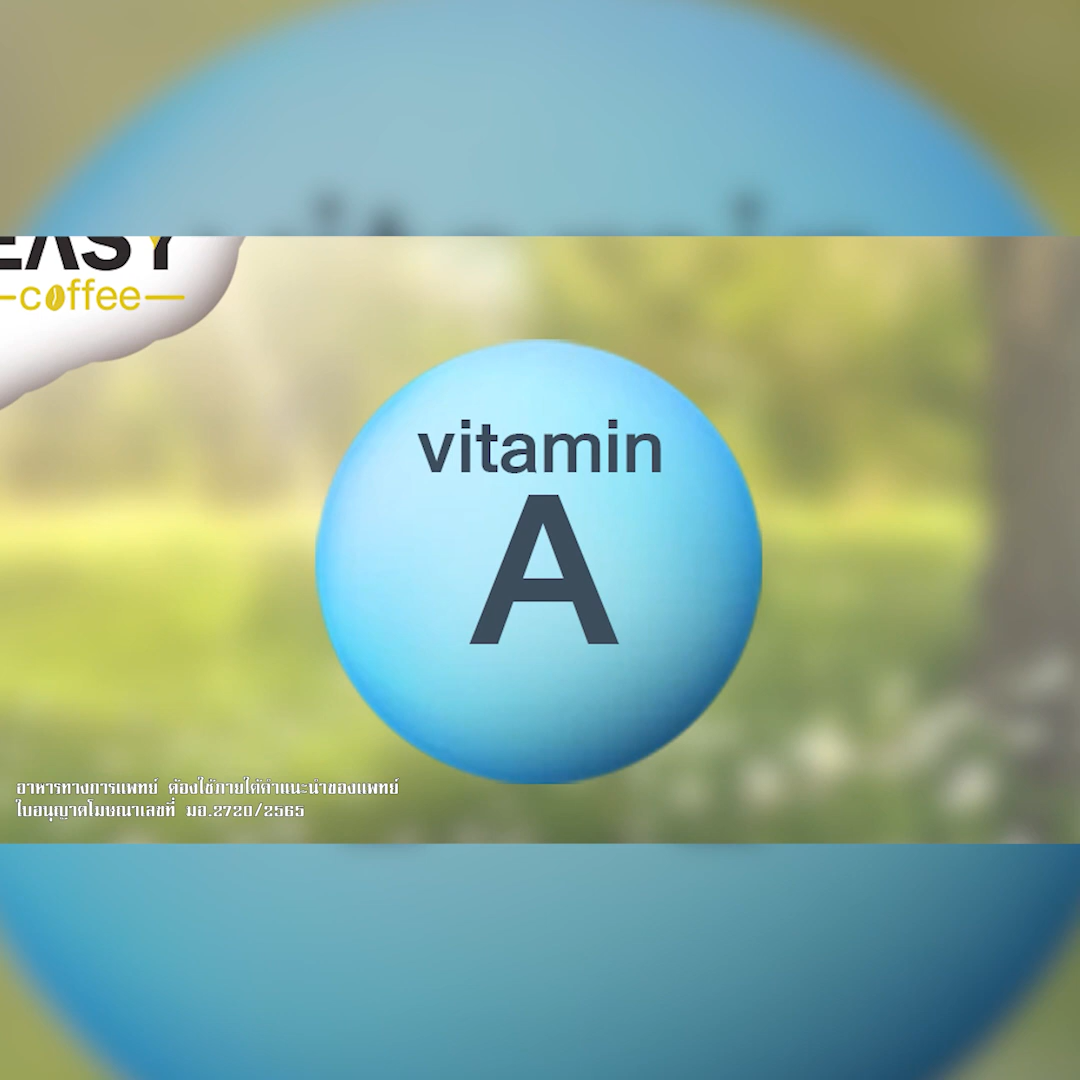 EASY
coffee
vitamin
A
อาหารทางการแพทย์ ต้องใช้ภายใต้คำแนะนำของแพทย์
ใบอนุญาตโฆษณาเลขที่ มอ.2720/2565